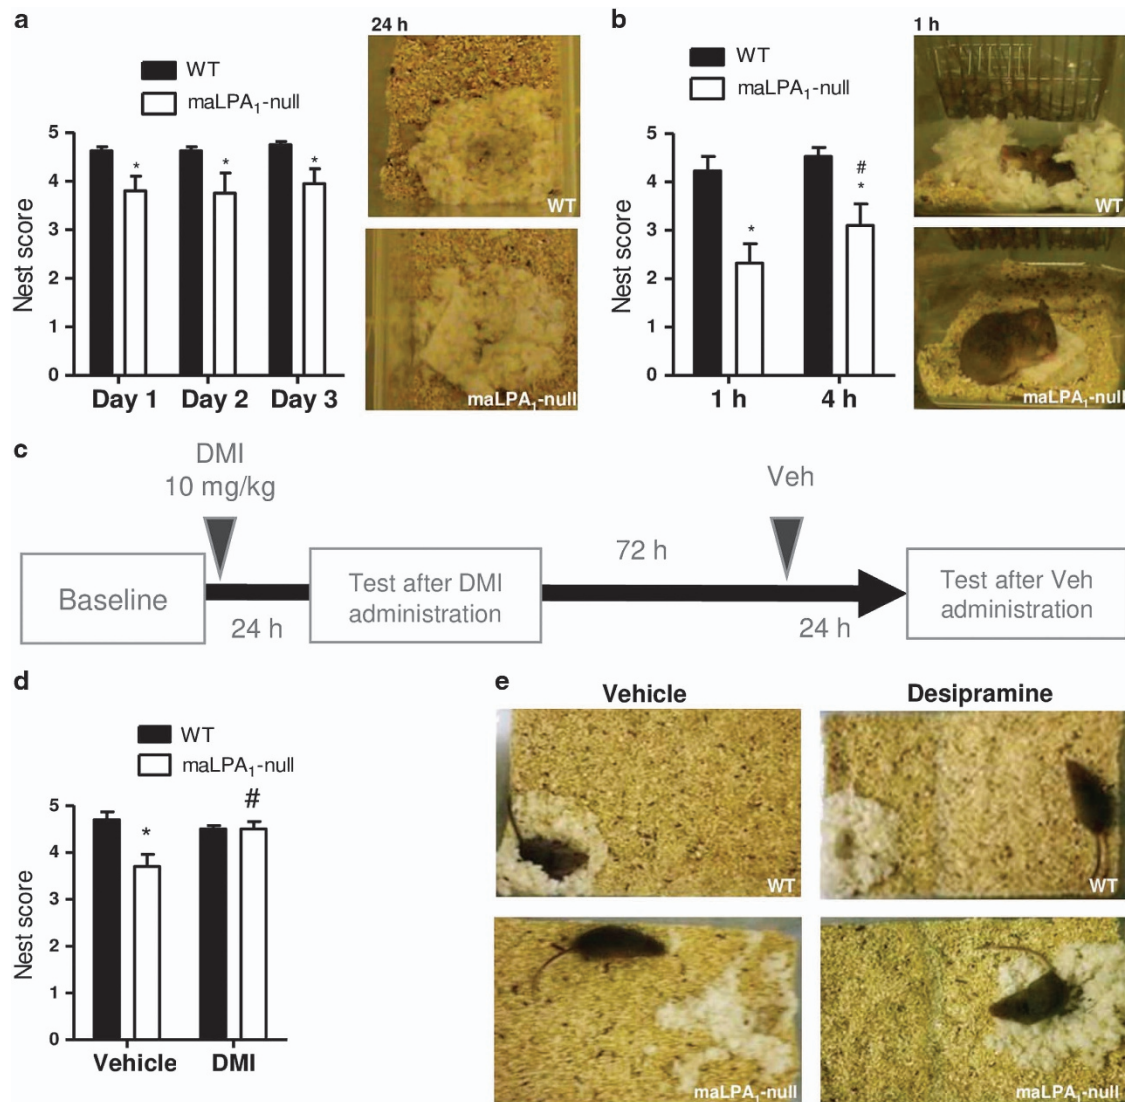 a
WT
maLPA₁-null
Nest score
5
4
3
2
1
0
*
*
*
Day 1 Day 2 Day 3
24 h
WT
maLPA₁-null
b
WT
maLPA₁-null
Nest score
5
4
3
2
1
0
*
#
*
1 h 4 h
1 h
WT
maLPA₁-null
c
DMI
10 mg/kg
Veh
72 h
Baseline
24 h
Test after DMI
administration
24 h
Test after Veh
administration
d
WT
maLPA₁-null
Nest score
5
4
3
2
1
0
*
#
Vehicle DMI
e
Vehicle Desipramine
WT
WT
maLPA₁-null
maLPA₁-null